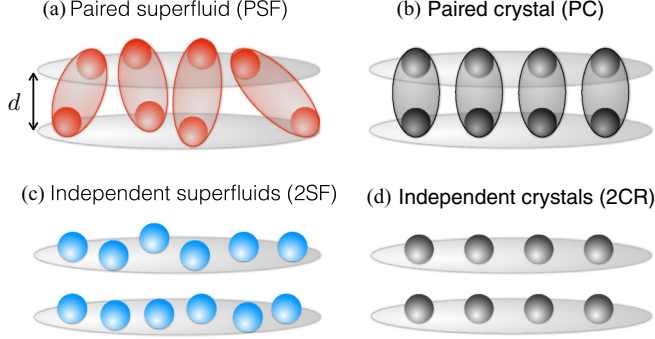 (a) Paired superfluid (PSF)
(b) Paired crystal (PC)
d
(c) Independent superfluids (2SF)
(d) Independent crystals (2CR)